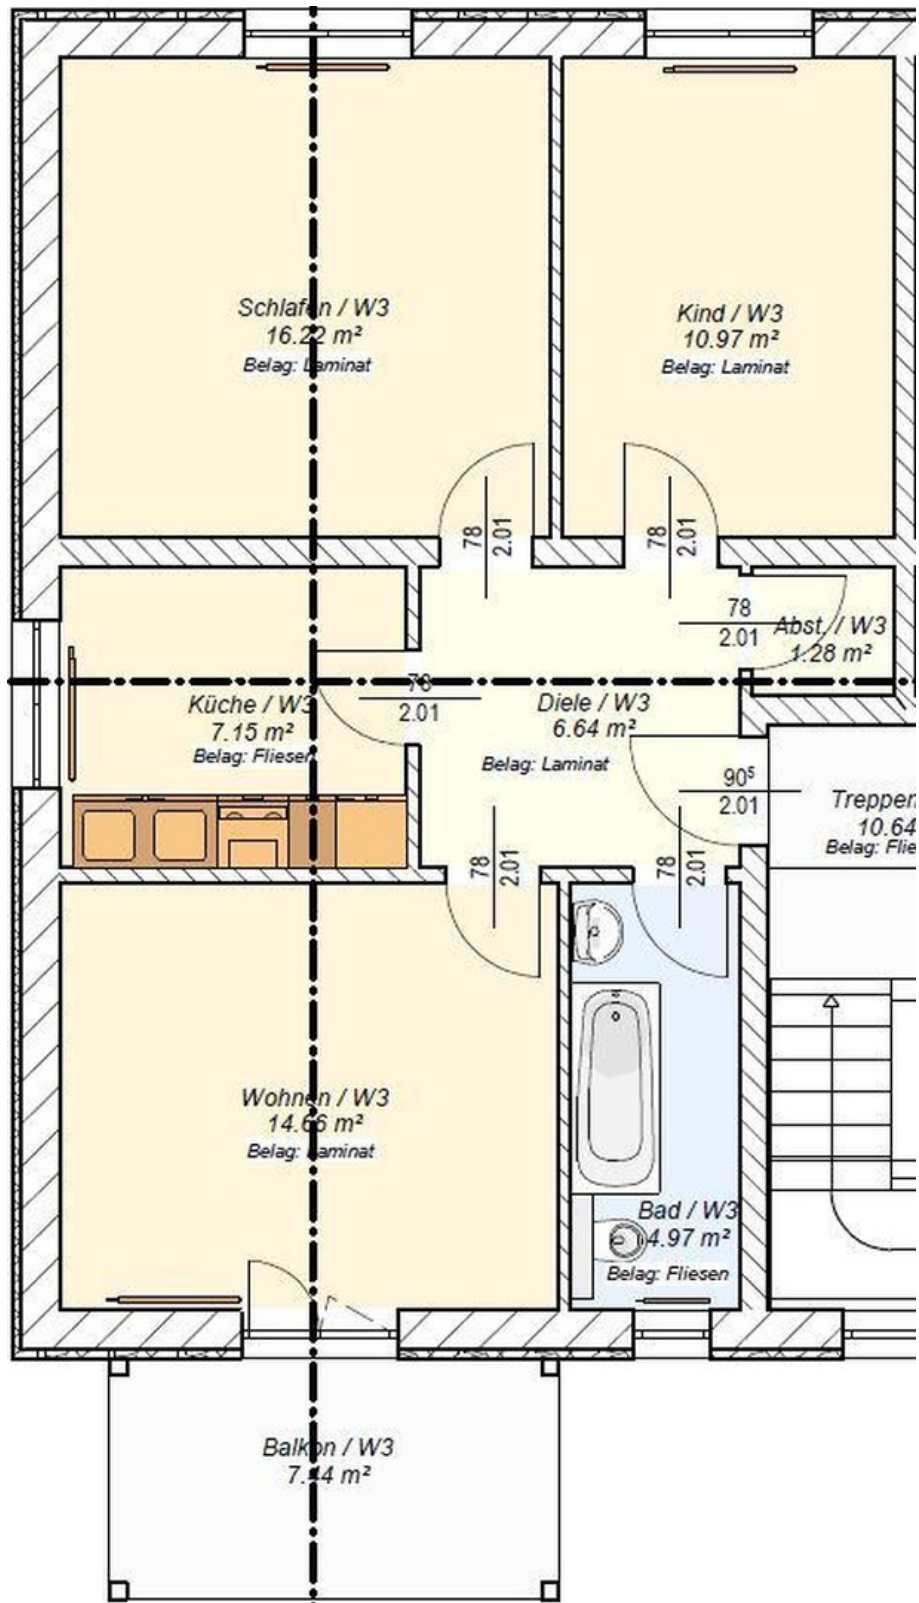 Schlafen / W3
16.22 m²
Belag: Laminat
Kind / W3
10.97 m²
Belag: Laminat
78
2.01
78
2.01
78
2.01
Abst. / W3
1.28 m²
Küche / W3
7.15 m²
Belag: Fliesen
78
2.01
Diele / W3
6.64 m²
Belag: Laminat
90⁵
2.01
Treppen
10.64
Belag: Flie
78
2.01
78
2.01
Wohnen / W3
14.66 m²
Belag: Laminat
Bad / W3
4.97 m²
Belag: Fliesen
Balkon / W3
m²